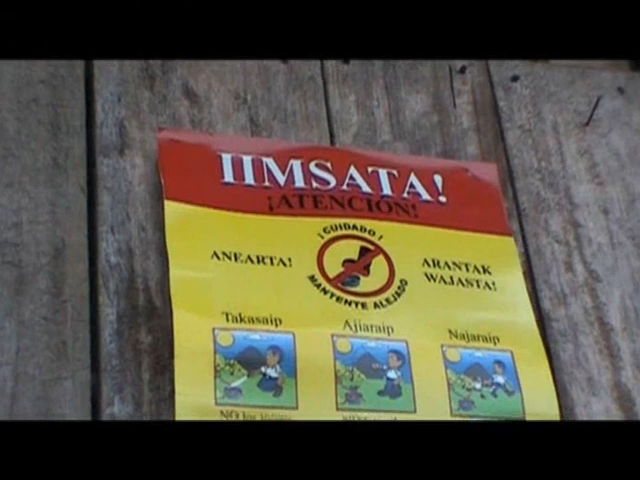 IIMSATA!
¡ATENCIÓN!
¡ CUIDADO !
MANTENTE ALEJADO
ANEARTA!
ARANTAK
WAJASTA!
Takasaip
Ajiaraip
Najaraip